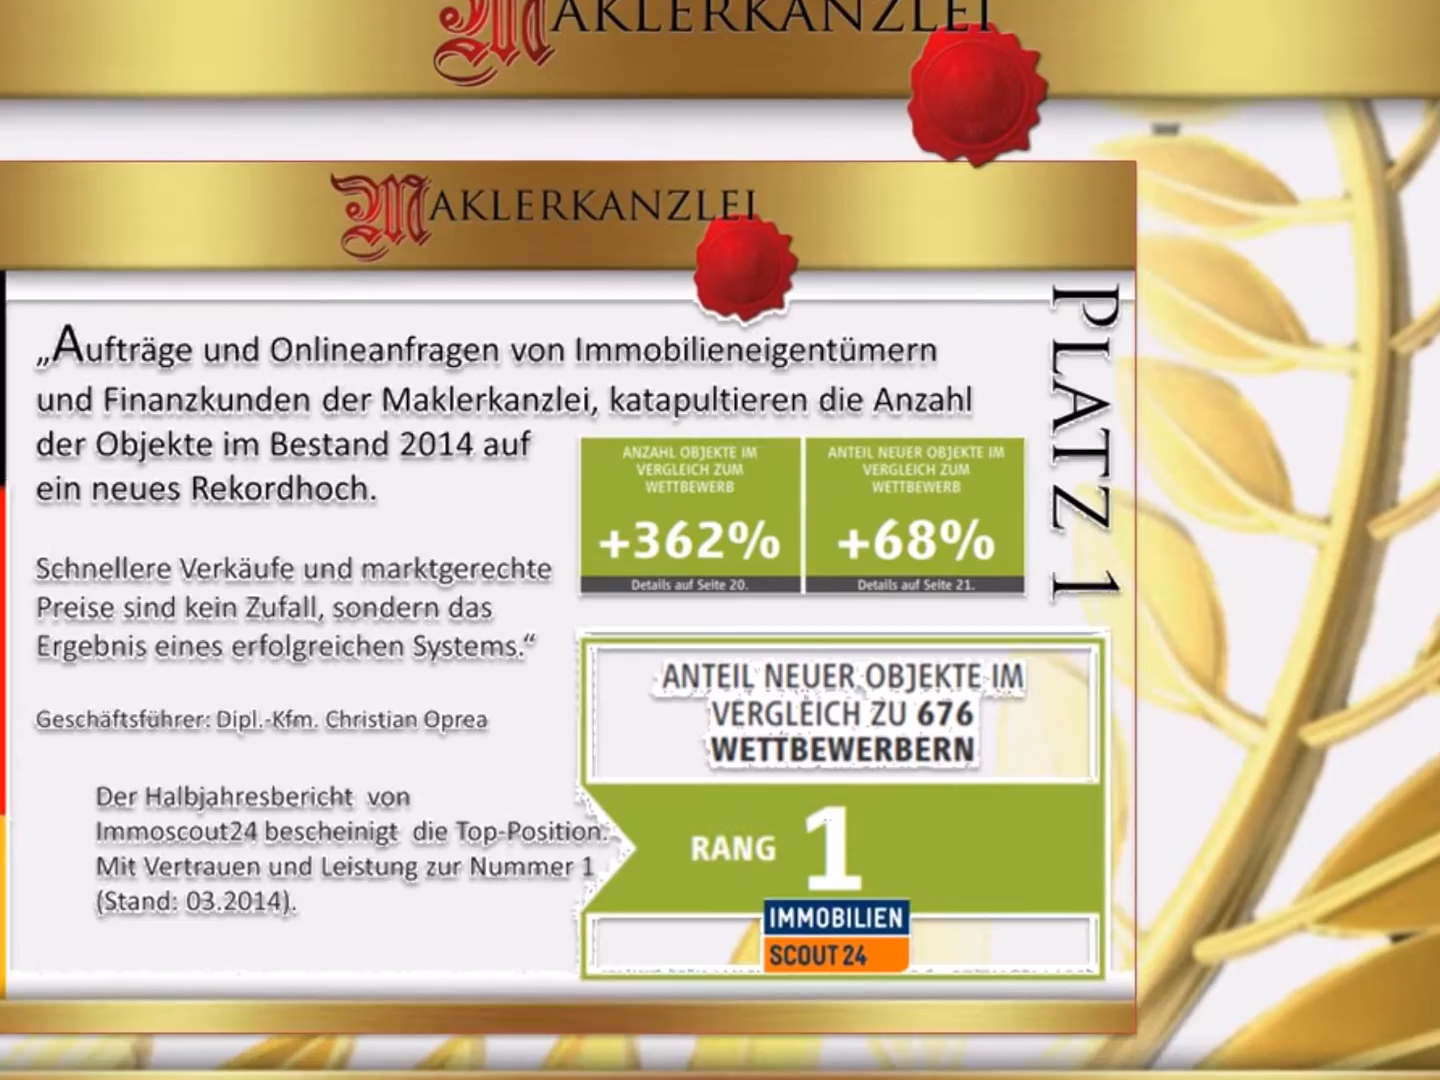 MAKLERKANZLEI
MAKLERKANZLEI
PLATZ 1
„Aufträge und Onlineanfragen von Immobilieneigentümern
und Finanzkunden der Maklerkanzlei, katapultieren die Anzahl
der Objekte im Bestand 2014 auf
ein neues Rekordhoch.
Schnellere Verkäufe und marktgerechte
Preise sind kein Zufall, sondern das
Ergebnis eines erfolgreichen Systems.“
Geschäftsführer: Dipl.-Kfm. Christian Oprea
Der Halbjahresbericht von
Immoscout24 bescheinigt die Top-Position.
Mit Vertrauen und Leistung zur Nummer 1
(Stand: 03.2014).
ANZAHL OBJEKTE IM
VERGLEICH ZUM
WETTBEWERB
+362%
Details auf Seite 20.
ANTEIL NEUER OBJEKTE IM
VERGLEICH ZUM
WETTBEWERB
+68%
Details auf Seite 21.
ANTEIL NEUER OBJEKTE IM
VERGLEICH ZU 676
WETTBEWERBERN
RANG 1
IMMOBILIEN
SCOUT 24